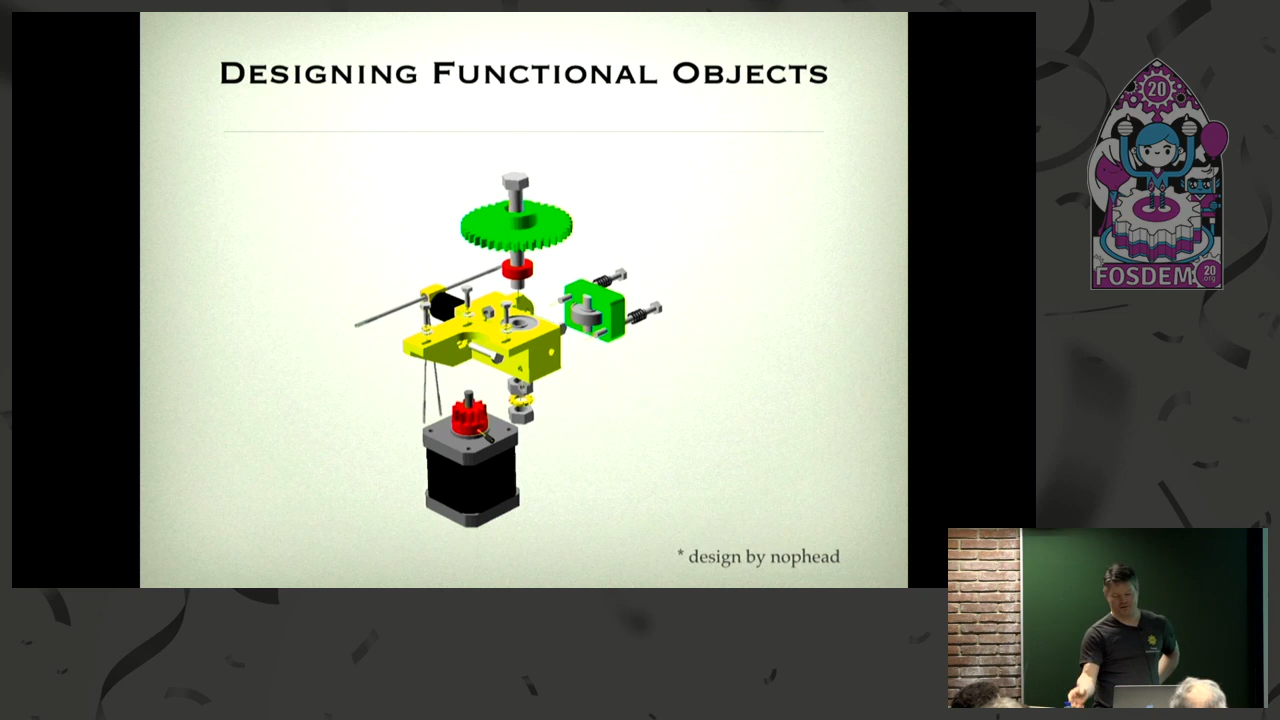 DESIGNING FUNCTIONAL OBJECTS
* design by nophead
20
FOSDEM
20
.org